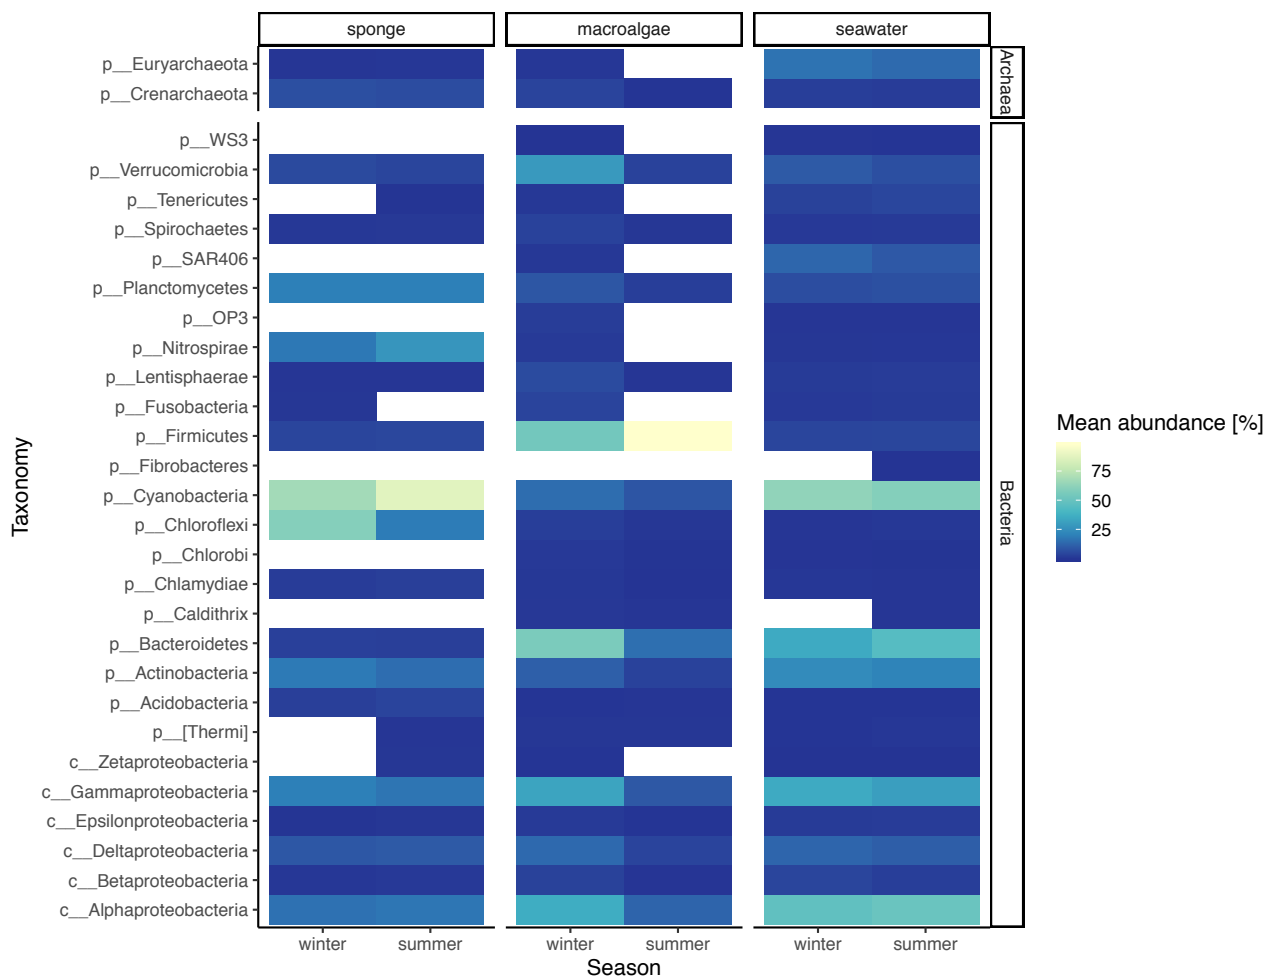 sponge
macroalgae
seawater
Archaea
Bacteria
Taxonomy
p__Euryarchaeota
p__Crenarchaeota
p__WS3
p__Verrucomicrobia
p__Tenericutes
p__Spirochaetes
p__SAR406
p__Planctomycetes
p__OP3
p__Nitrospirae
p__Lentisphaerae
p__Fusobacteria
p__Firmicutes
p__Fibrobacteres
p__Cyanobacteria
p__Chloroflexi
p__Chlorobi
p__Chlamydiae
p__Caldithrix
p__Bacteroidetes
p__Actinobacteria
p__Acidobacteria
p__[Thermi]
c__Zetaproteobacteria
c__Gammaproteobacteria
c__Epsilonproteobacteria
c__Deltaproteobacteria
c__Betaproteobacteria
c__Alphaproteobacteria
winter
summer
winter
summer
winter
summer
Season
Mean abundance [%]
75
50
25